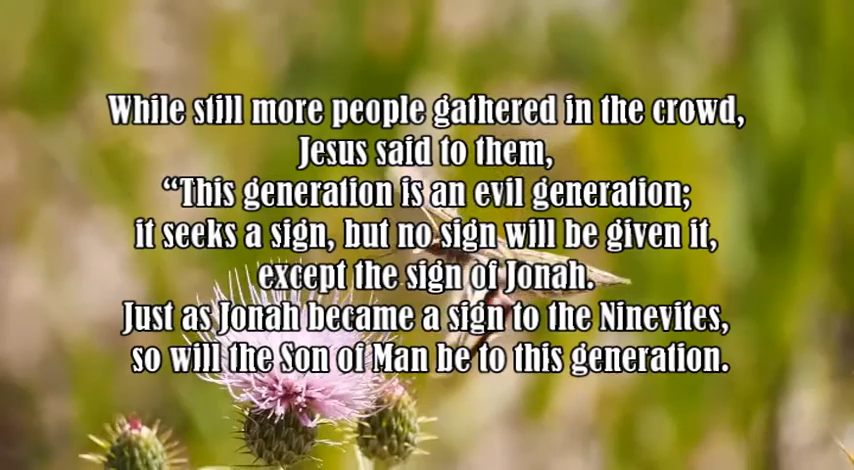 While still more people gathered in the crowd,
Jesus said to them,
“This generation is an evil generation;
it seeks a sign, but no sign will be given it,
except the sign of Jonah.
Just as Jonah became a sign to the Ninevites,
so will the Son of Man be to this generation.